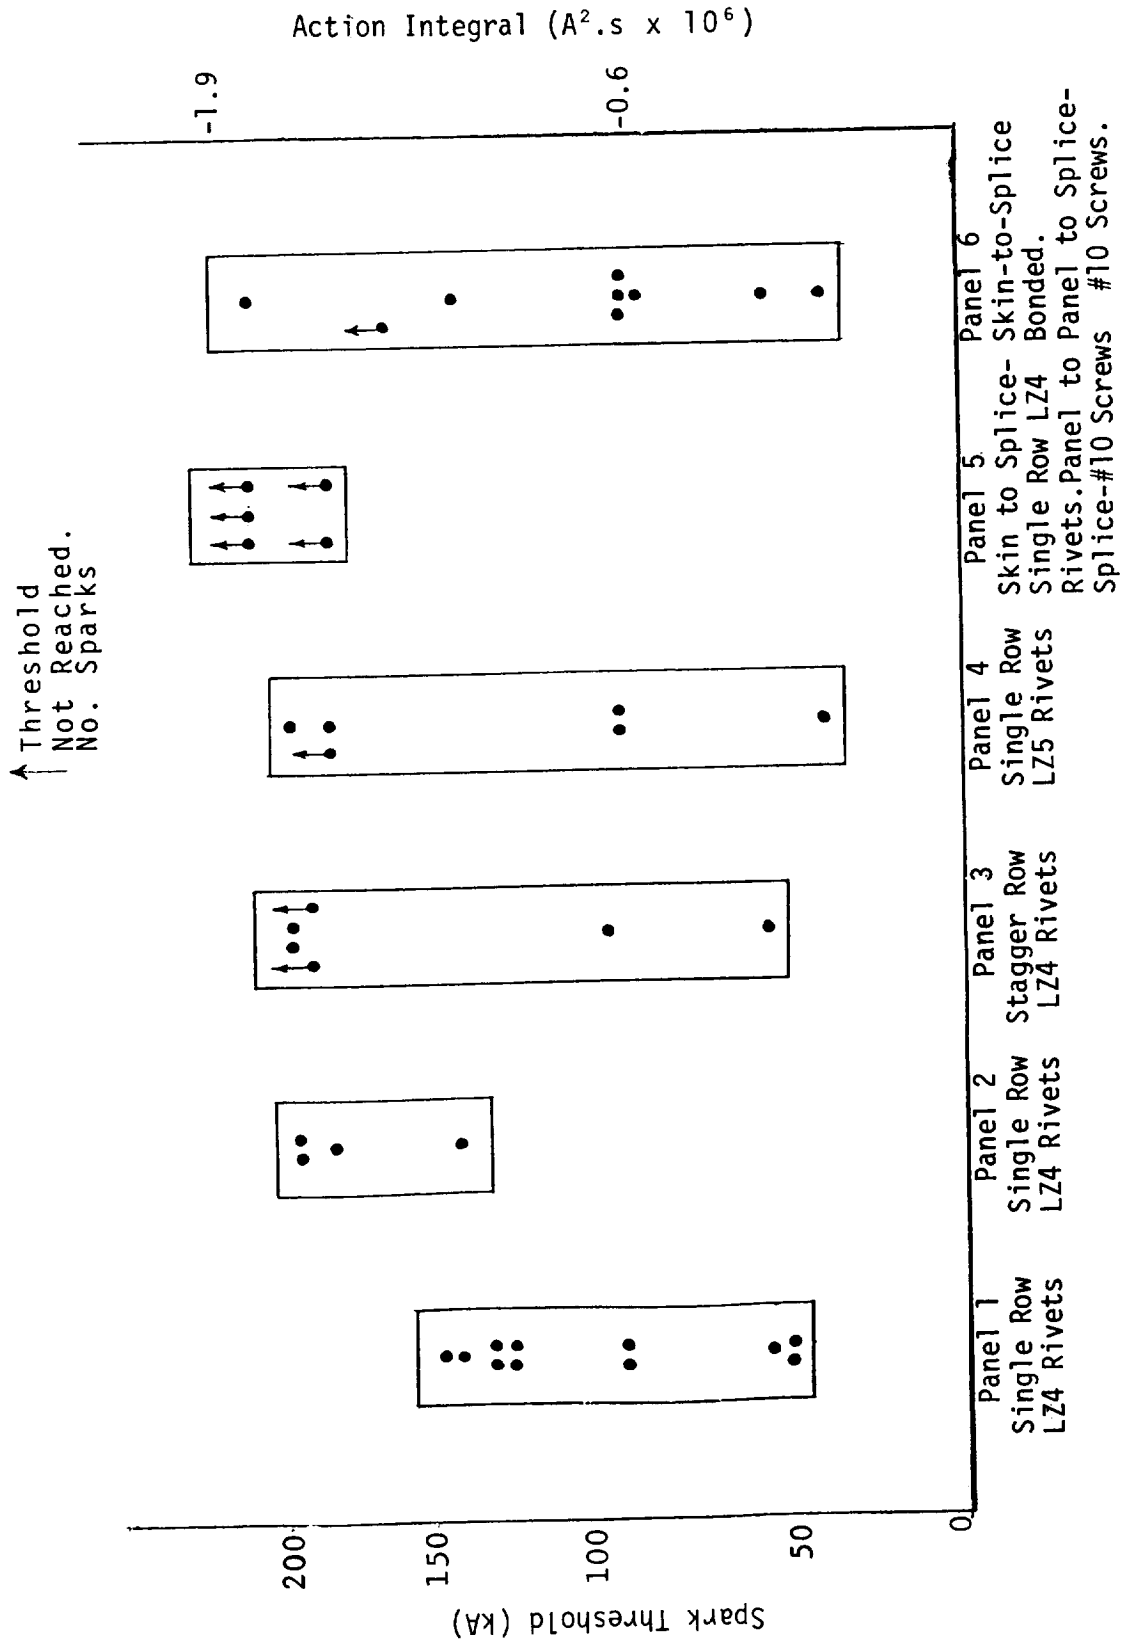 ↑ Threshold
Not Reached.
No. Sparks
Spark Threshold (kA)
200
150
100
50
0
Action Integral (A².s x 10⁶)
-1.9
-0.6
Panel 1
Single Row
LZ4 Rivets
Panel 2
Single Row
LZ4 Rivets
Panel 3
Stagger Row
LZ4 Rivets
Panel 4
Single Row
LZ5 Rivets
Panel 5
Skin to Splice-
Single Row LZ4
Rivets.Panel to
Splice-#10 Screws
Panel 6
Skin-to-Splice
Bonded.
Panel to Splice-
#10 Screws.